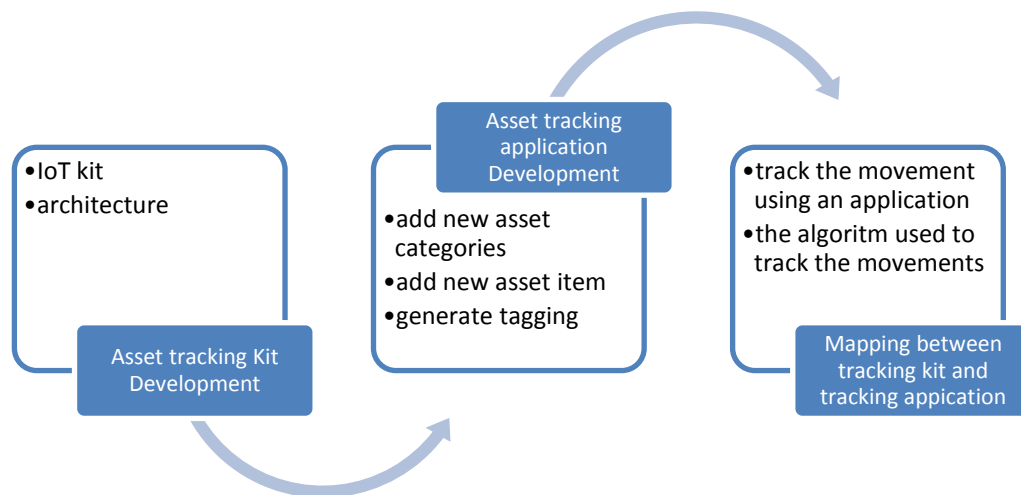 •IoT kit
•architecture
Asset tracking Kit
Development
Asset tracking
application
Development
•add new asset
categories
•add new asset item
•generate tagging
•track the movement
using an application
•the algoritm used to
track the movements
Mapping between
tracking kit and
tracking appication